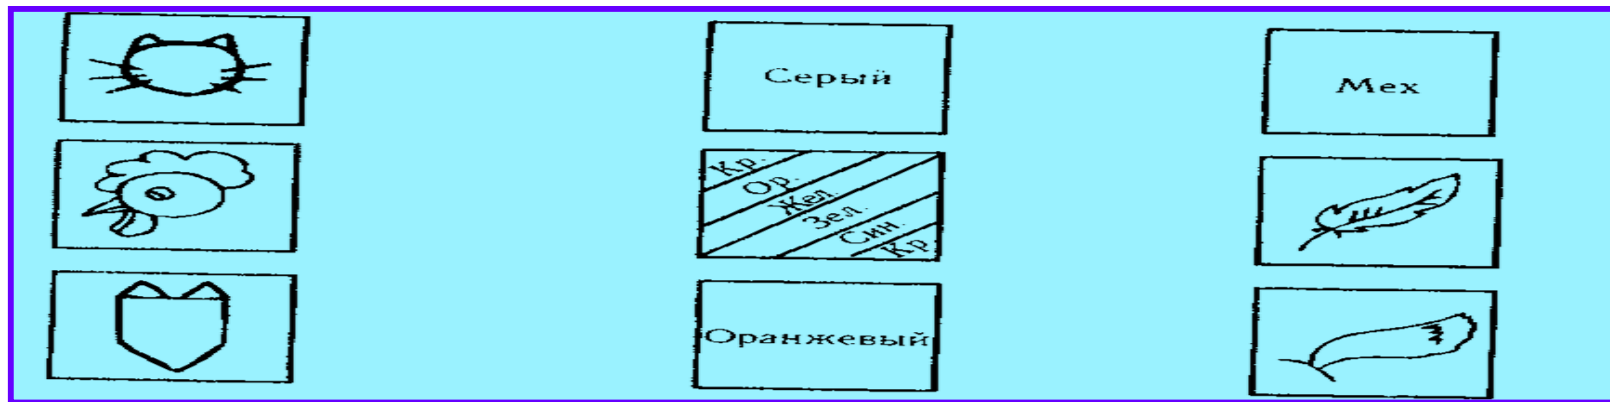 Серый
Мех
Кр.
Ор.
Жел.
Зел.
Син.
Кр
Оранжевый